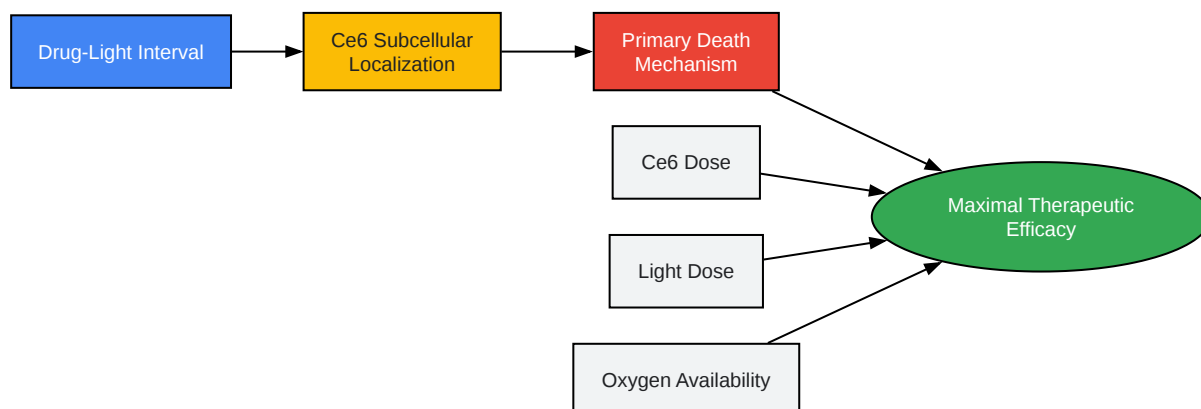 Drug-Light Interval
Ce6 Subcellular
Localization
Primary Death
Mechanism
Ce6 Dose
Light Dose
Oxygen Availability
Maximal Therapeutic
Efficacy